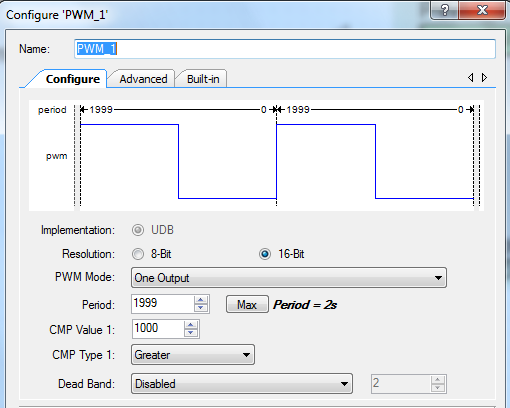 Configure 'PWM_1'
?
Name: PWM_1
Configure Advanced Built-in
period 1999 0 1999 0
pwm
Implementation: UDB
Resolution: 8-Bit 16-Bit
PWM Mode: One Output
Period: 1999 Max Period = 2s
CMP Value 1: 1000
CMP Type 1: Greater
Dead Band: Disabled 2